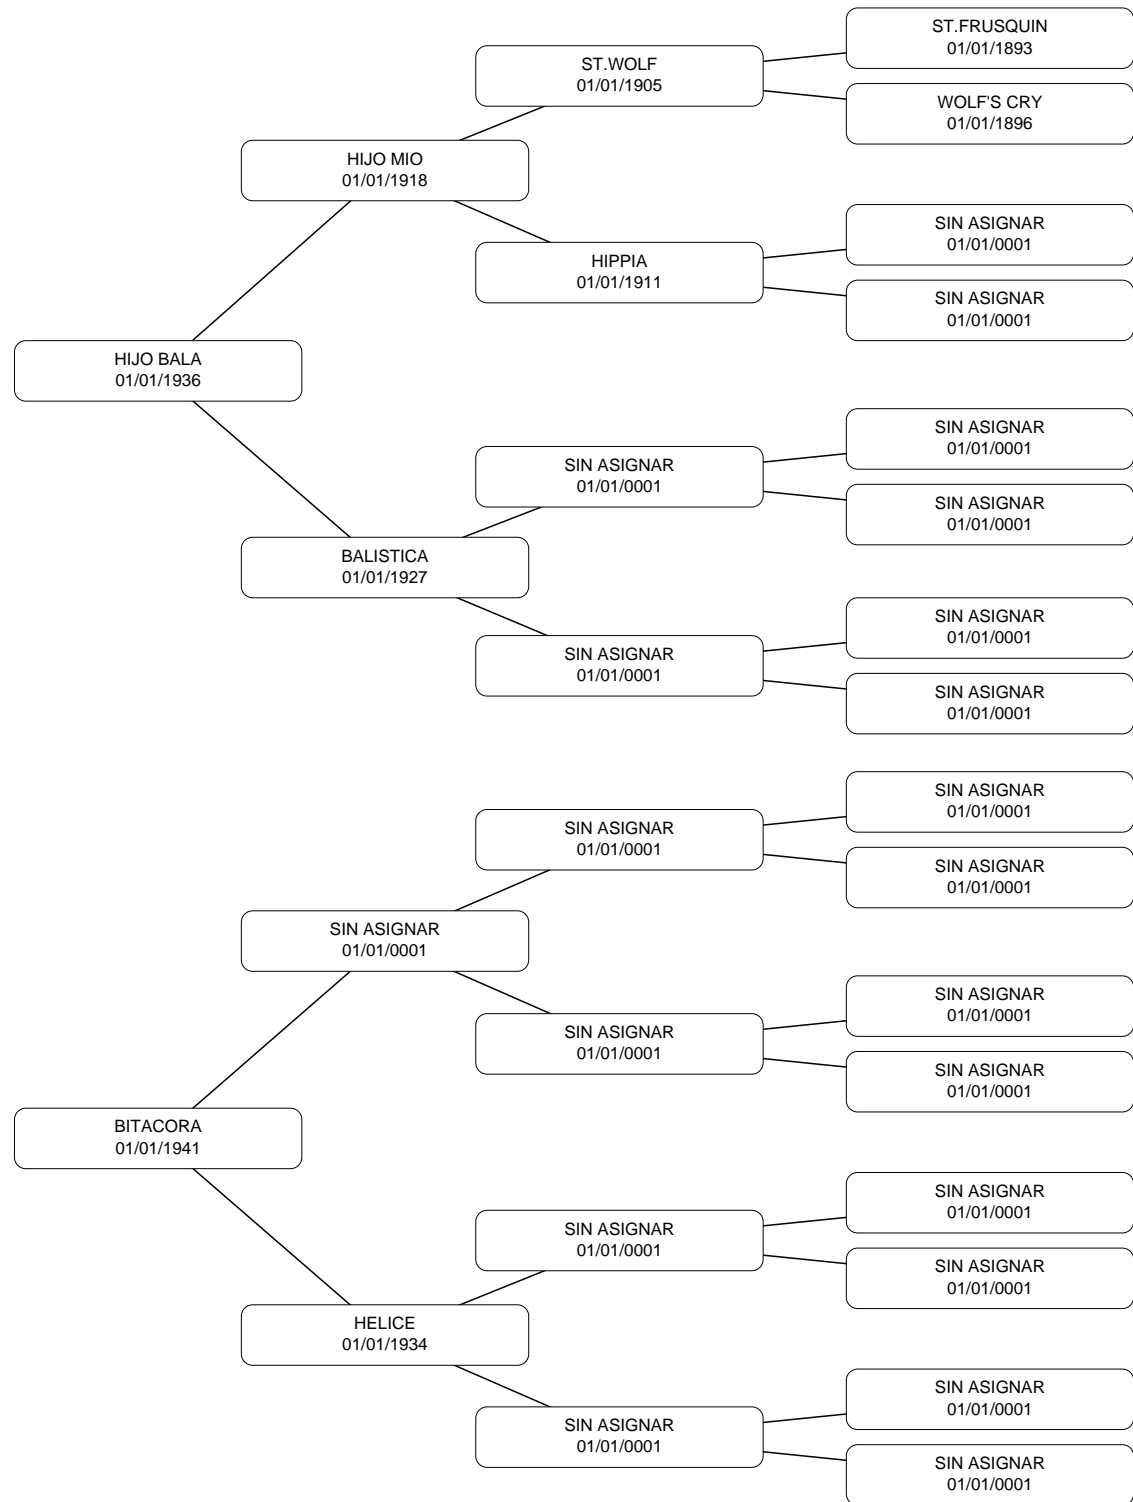 ST.FRUSQUIN
01/01/1893
ST.WOLF
01/01/1905
WOLF'S CRY
01/01/1896
HIJO MIO
01/01/1918
SIN ASIGNAR
01/01/0001
HIPPIA
01/01/1911
SIN ASIGNAR
01/01/0001
HIJO BALA
01/01/1936
SIN ASIGNAR
01/01/0001
SIN ASIGNAR
01/01/0001
SIN ASIGNAR
01/01/0001
BALISTICA
01/01/1927
SIN ASIGNAR
01/01/0001
SIN ASIGNAR
01/01/0001
SIN ASIGNAR
01/01/0001
SIN ASIGNAR
01/01/0001
SIN ASIGNAR
01/01/0001
SIN ASIGNAR
01/01/0001
SIN ASIGNAR
01/01/0001
SIN ASIGNAR
01/01/0001
SIN ASIGNAR
01/01/0001
SIN ASIGNAR
01/01/0001
BITACORA
01/01/1941
SIN ASIGNAR
01/01/0001
SIN ASIGNAR
01/01/0001
SIN ASIGNAR
01/01/0001
HELICE
01/01/1934
SIN ASIGNAR
01/01/0001
SIN ASIGNAR
01/01/0001
SIN ASIGNAR
01/01/0001